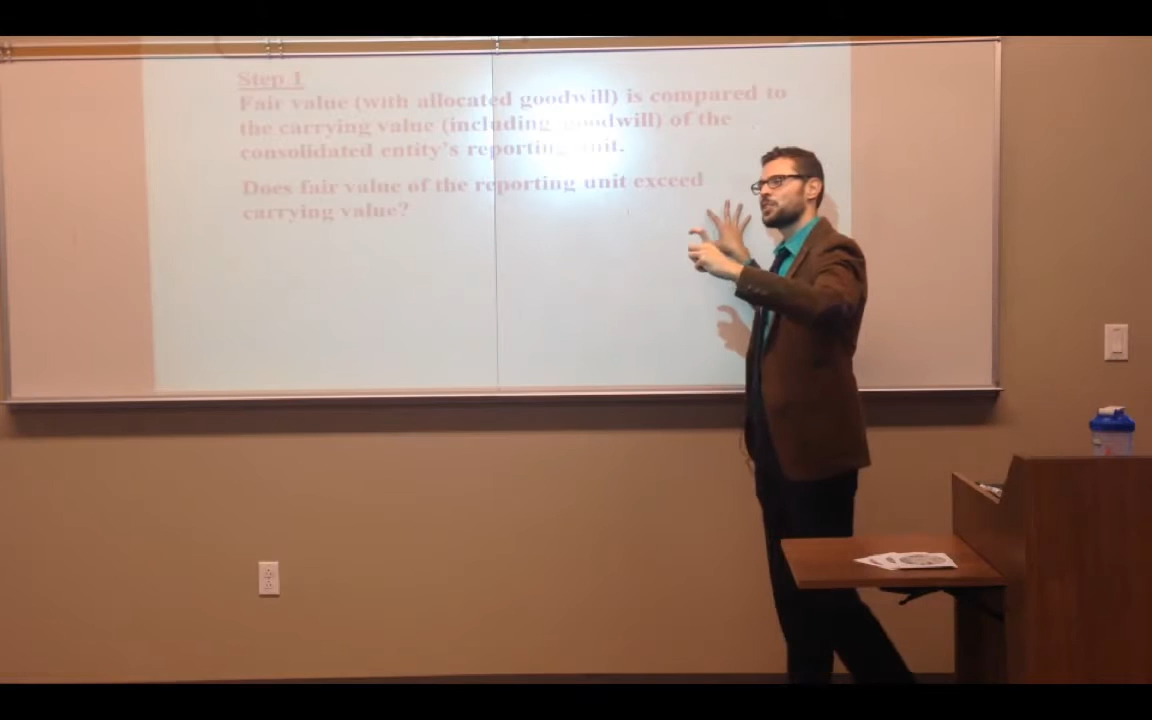 Step 1
Fair value (with allocated goodwill) is compared to
the carrying value (including goodwill) of the
consolidated entity's reporting unit.
Does fair value of the reporting unit exceed
carrying value?